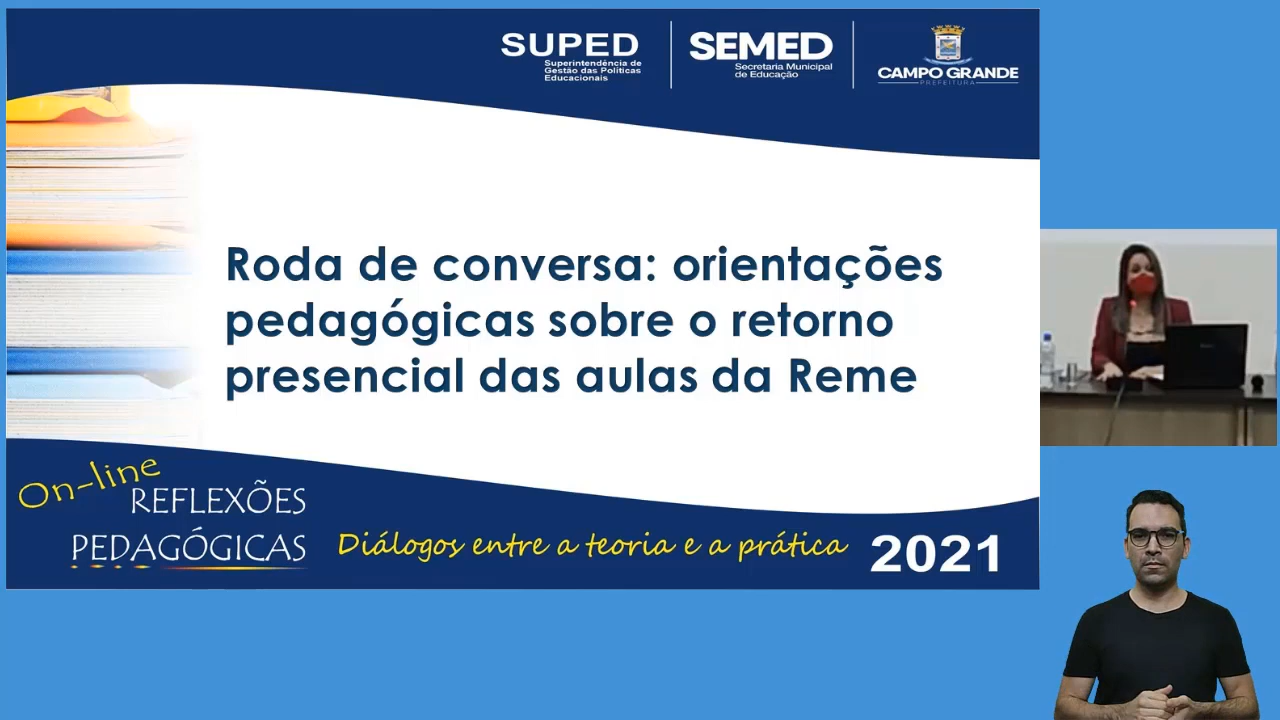 SUPED
Superintendência de
Gestão das Políticas
Educacionais
SEMED
Secretaria Municipal
de Educação
CAMPO GRANDE
PREFEITURA
Roda de conversa: orientações
pedagógicas sobre o retorno
presencial das aulas da Reme
On-line
REFLEXÕES
PEDAGÓGICAS
Diálogos entre a teoria e a prática
2021